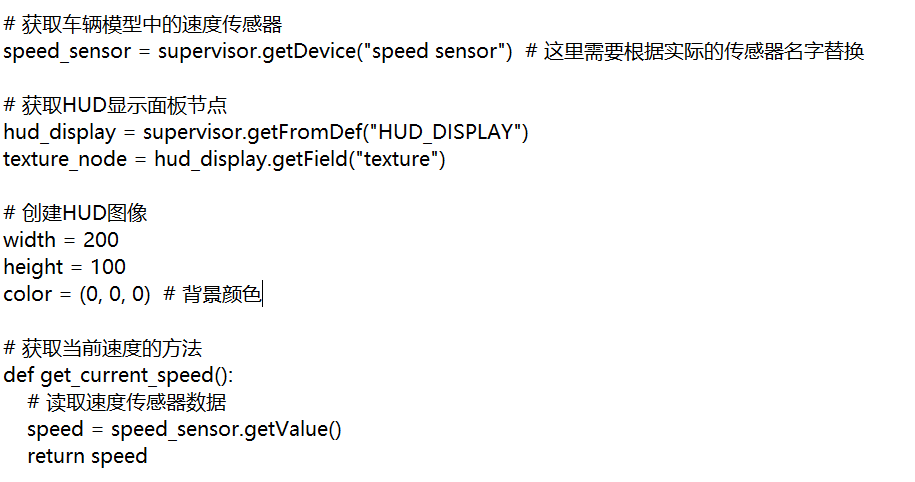 # 获取车辆模型中的速度传感器
speed_sensor = supervisor.getDevice("speed sensor")  # 这里需要根据实际的传感器名字替换
# 获取HUD显示面板节点
hud_display = supervisor.getFromDef("HUD_DISPLAY")
texture_node = hud_display.getField("texture")
# 创建HUD图像
width = 200
height = 100
color = (0, 0, 0)  # 背景颜色
# 获取当前速度的方法
def get_current_speed():
    # 读取速度传感器数据
    speed = speed_sensor.getValue()
    return speed